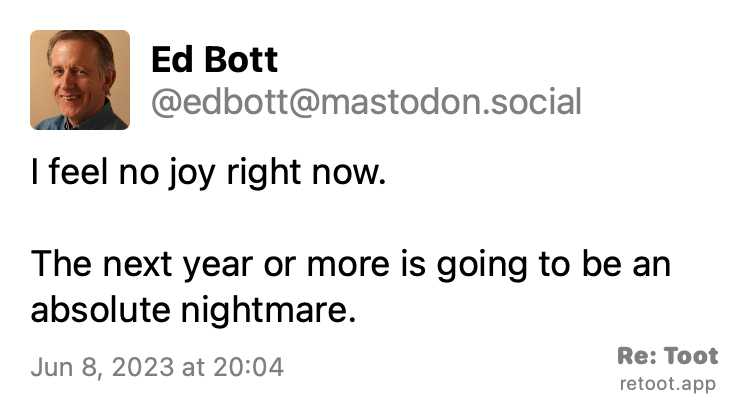 Ed Bott
@edbott@mastodon.social
I feel no joy right now.
The next year or more is going to be an
absolute nightmare.
Jun 8, 2023 at 20:04
Re: Toot
retoot.app